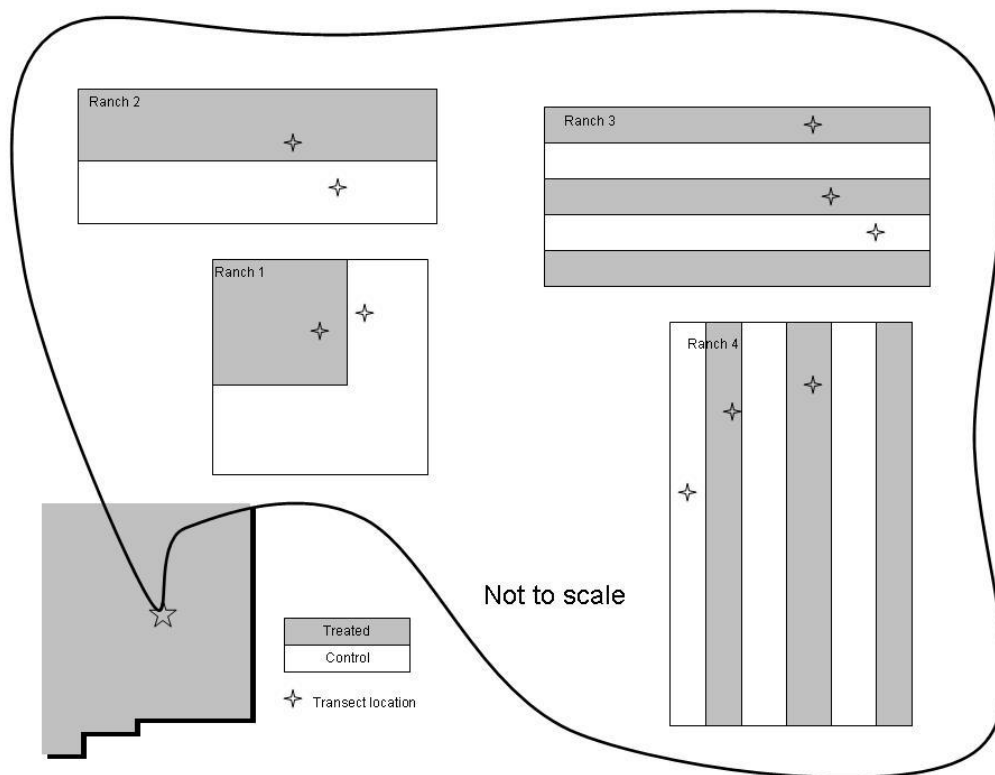 Ranch 2
Ranch 3
Ranch 1
Ranch 4
Not to scale
Treated
Control
Transect location